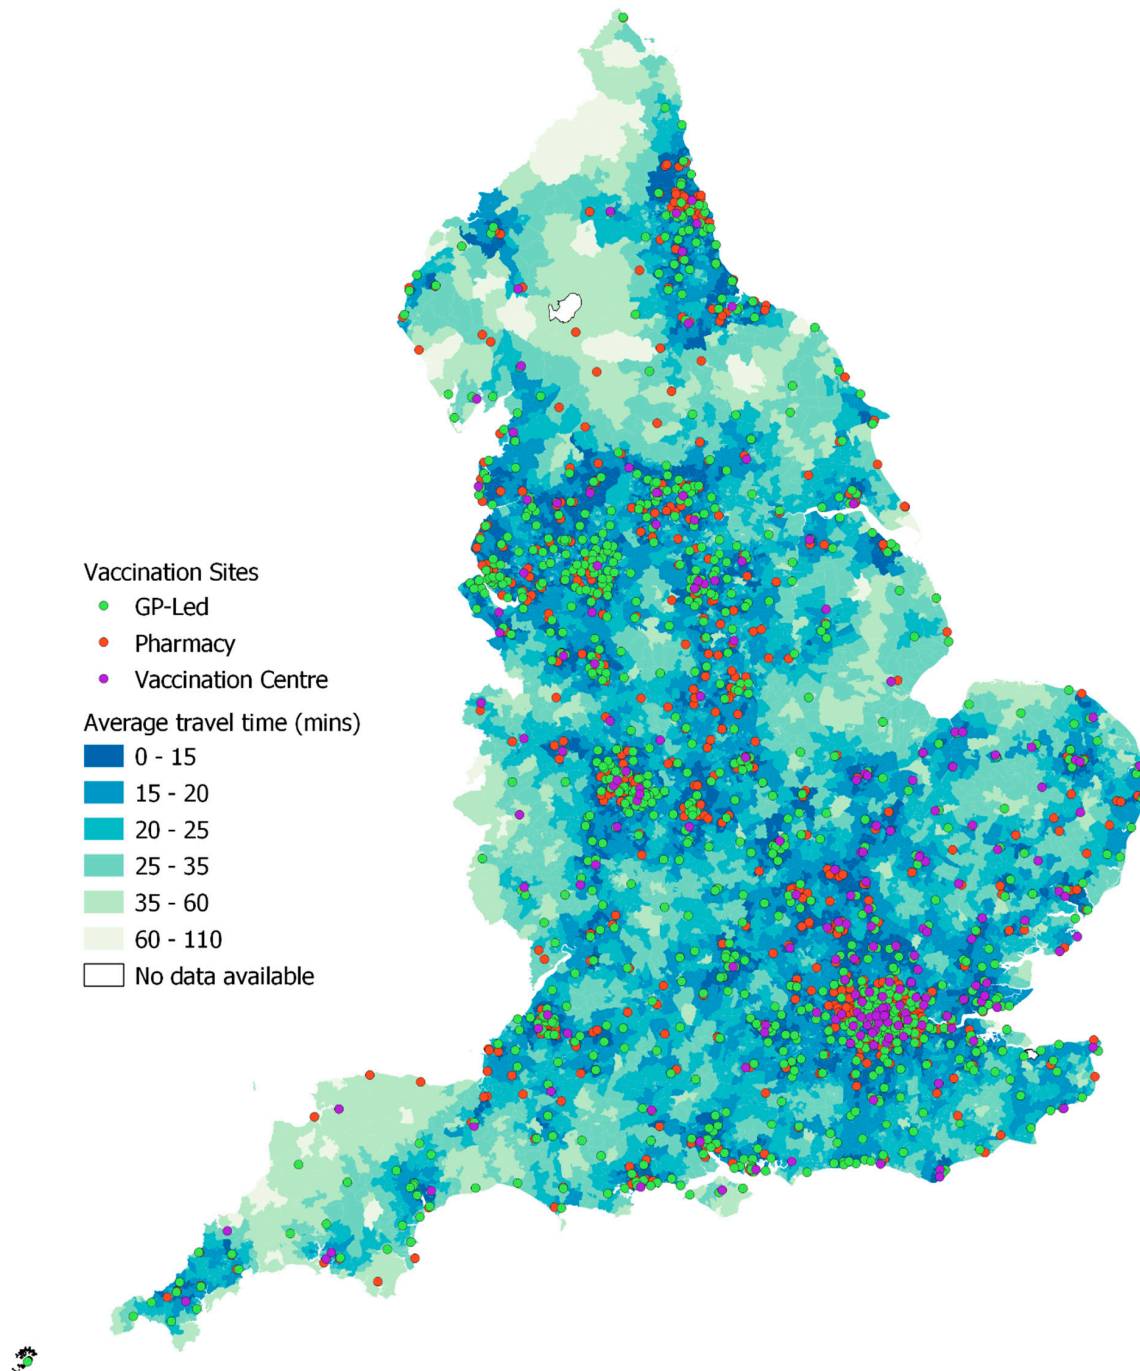 Vaccination Sites
GP-Led
Pharmacy
Vaccination Centre
Average travel time (mins)
0 - 15
15 - 20
20 - 25
25 - 35
35 - 60
60 - 110
No data available